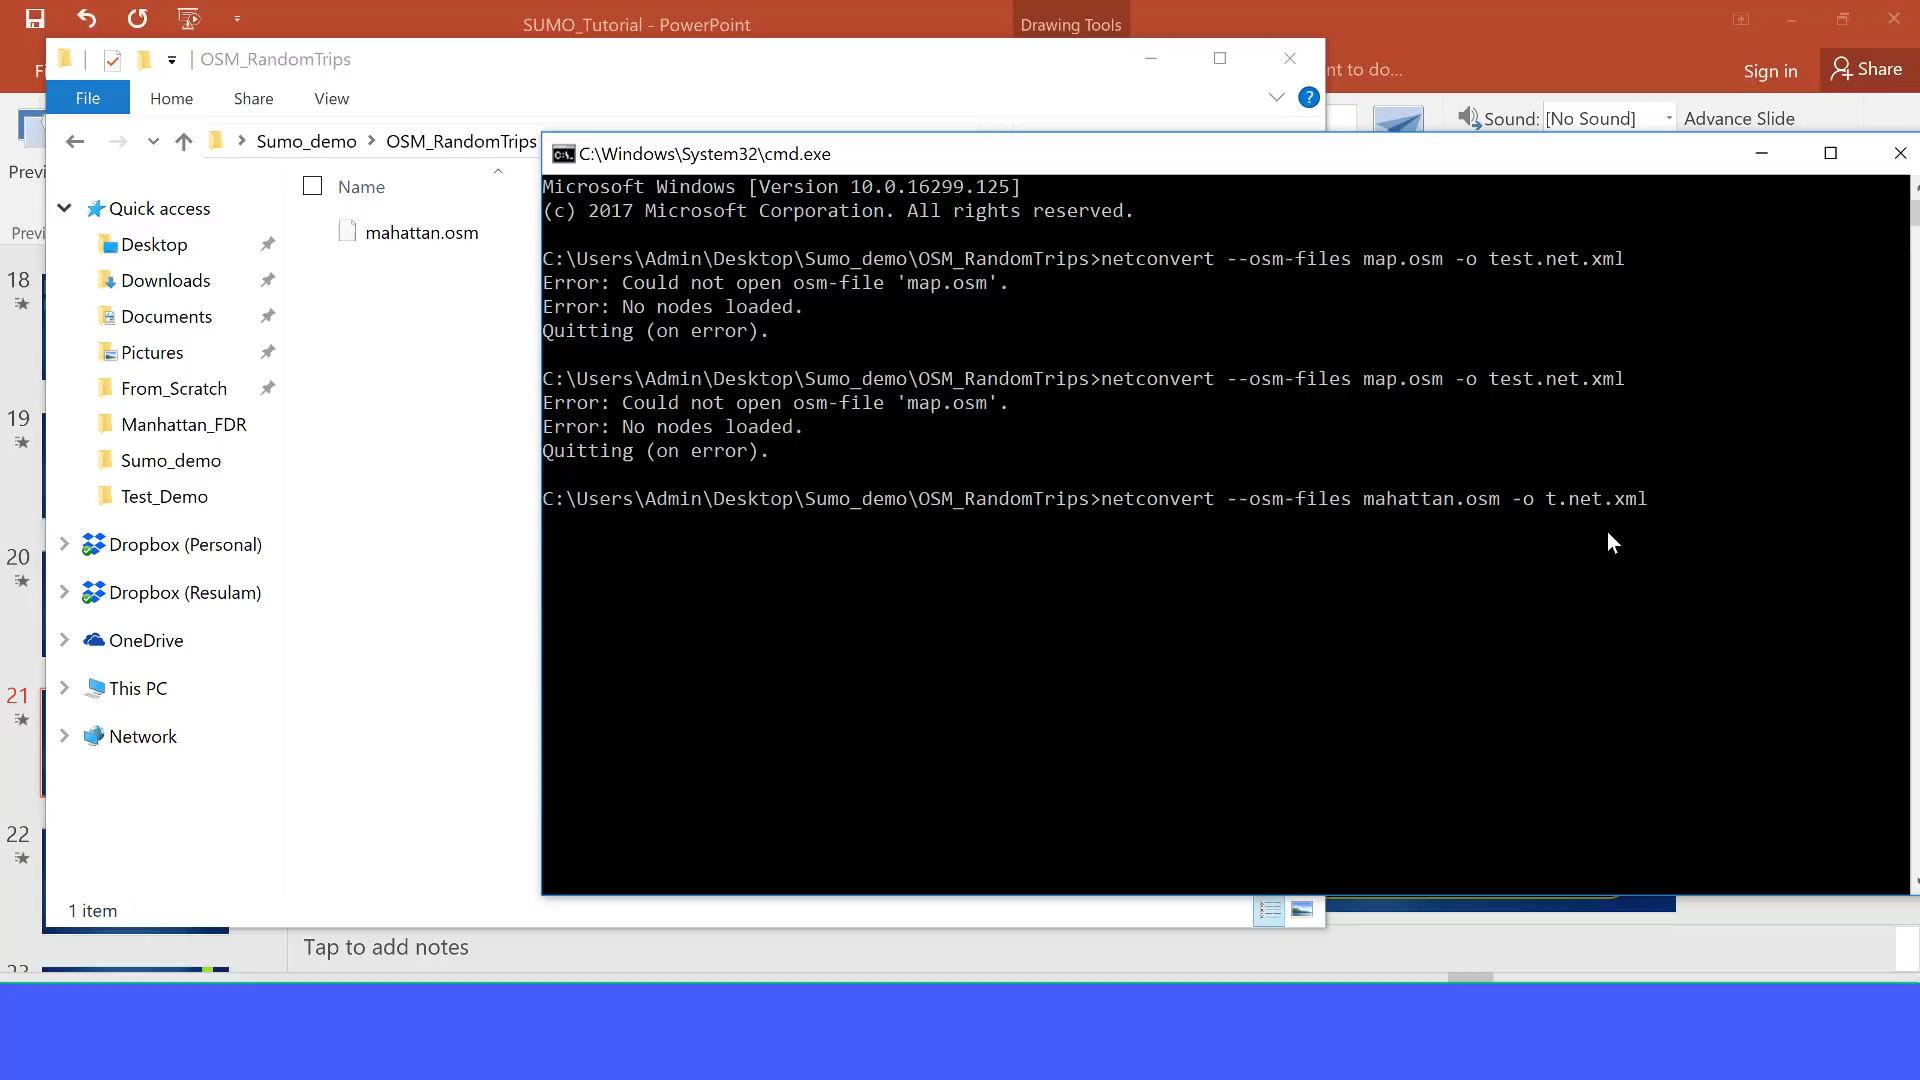 SUMO_Tutorial - PowerPoint
Drawing Tools
OSM_RandomTrips
nt to do...
Sign in
Share
File
Home
Share
View
Sound:
[No Sound]
Advance Slide
Sumo_demo
OSM_RandomTrips
C:\Windows\System32\cmd.exe
Previ
Previ
Name
mahattan.osm
Quick access
Desktop
Downloads
Documents
Pictures
From_Scratch
Manhattan_FDR
Sumo_demo
Test_Demo
Dropbox (Personal)
Dropbox (Resulam)
OneDrive
This PC
Network
1 item
Microsoft Windows [Version 10.0.16299.125]
(c) 2017 Microsoft Corporation. All rights reserved.
C:\Users\Admin\Desktop\Sumo_demo\OSM_RandomTrips>netconvert --osm-files map.osm -o test.net.xml
Error: Could not open osm-file 'map.osm'.
Error: No nodes loaded.
Quitting (on error).
C:\Users\Admin\Desktop\Sumo_demo\OSM_RandomTrips>netconvert --osm-files map.osm -o test.net.xml
Error: Could not open osm-file 'map.osm'.
Error: No nodes loaded.
Quitting (on error).
C:\Users\Admin\Desktop\Sumo_demo\OSM_RandomTrips>netconvert --osm-files mahattan.osm -o t.net.xml
18
19
20
21
22
23
Tap to add notes